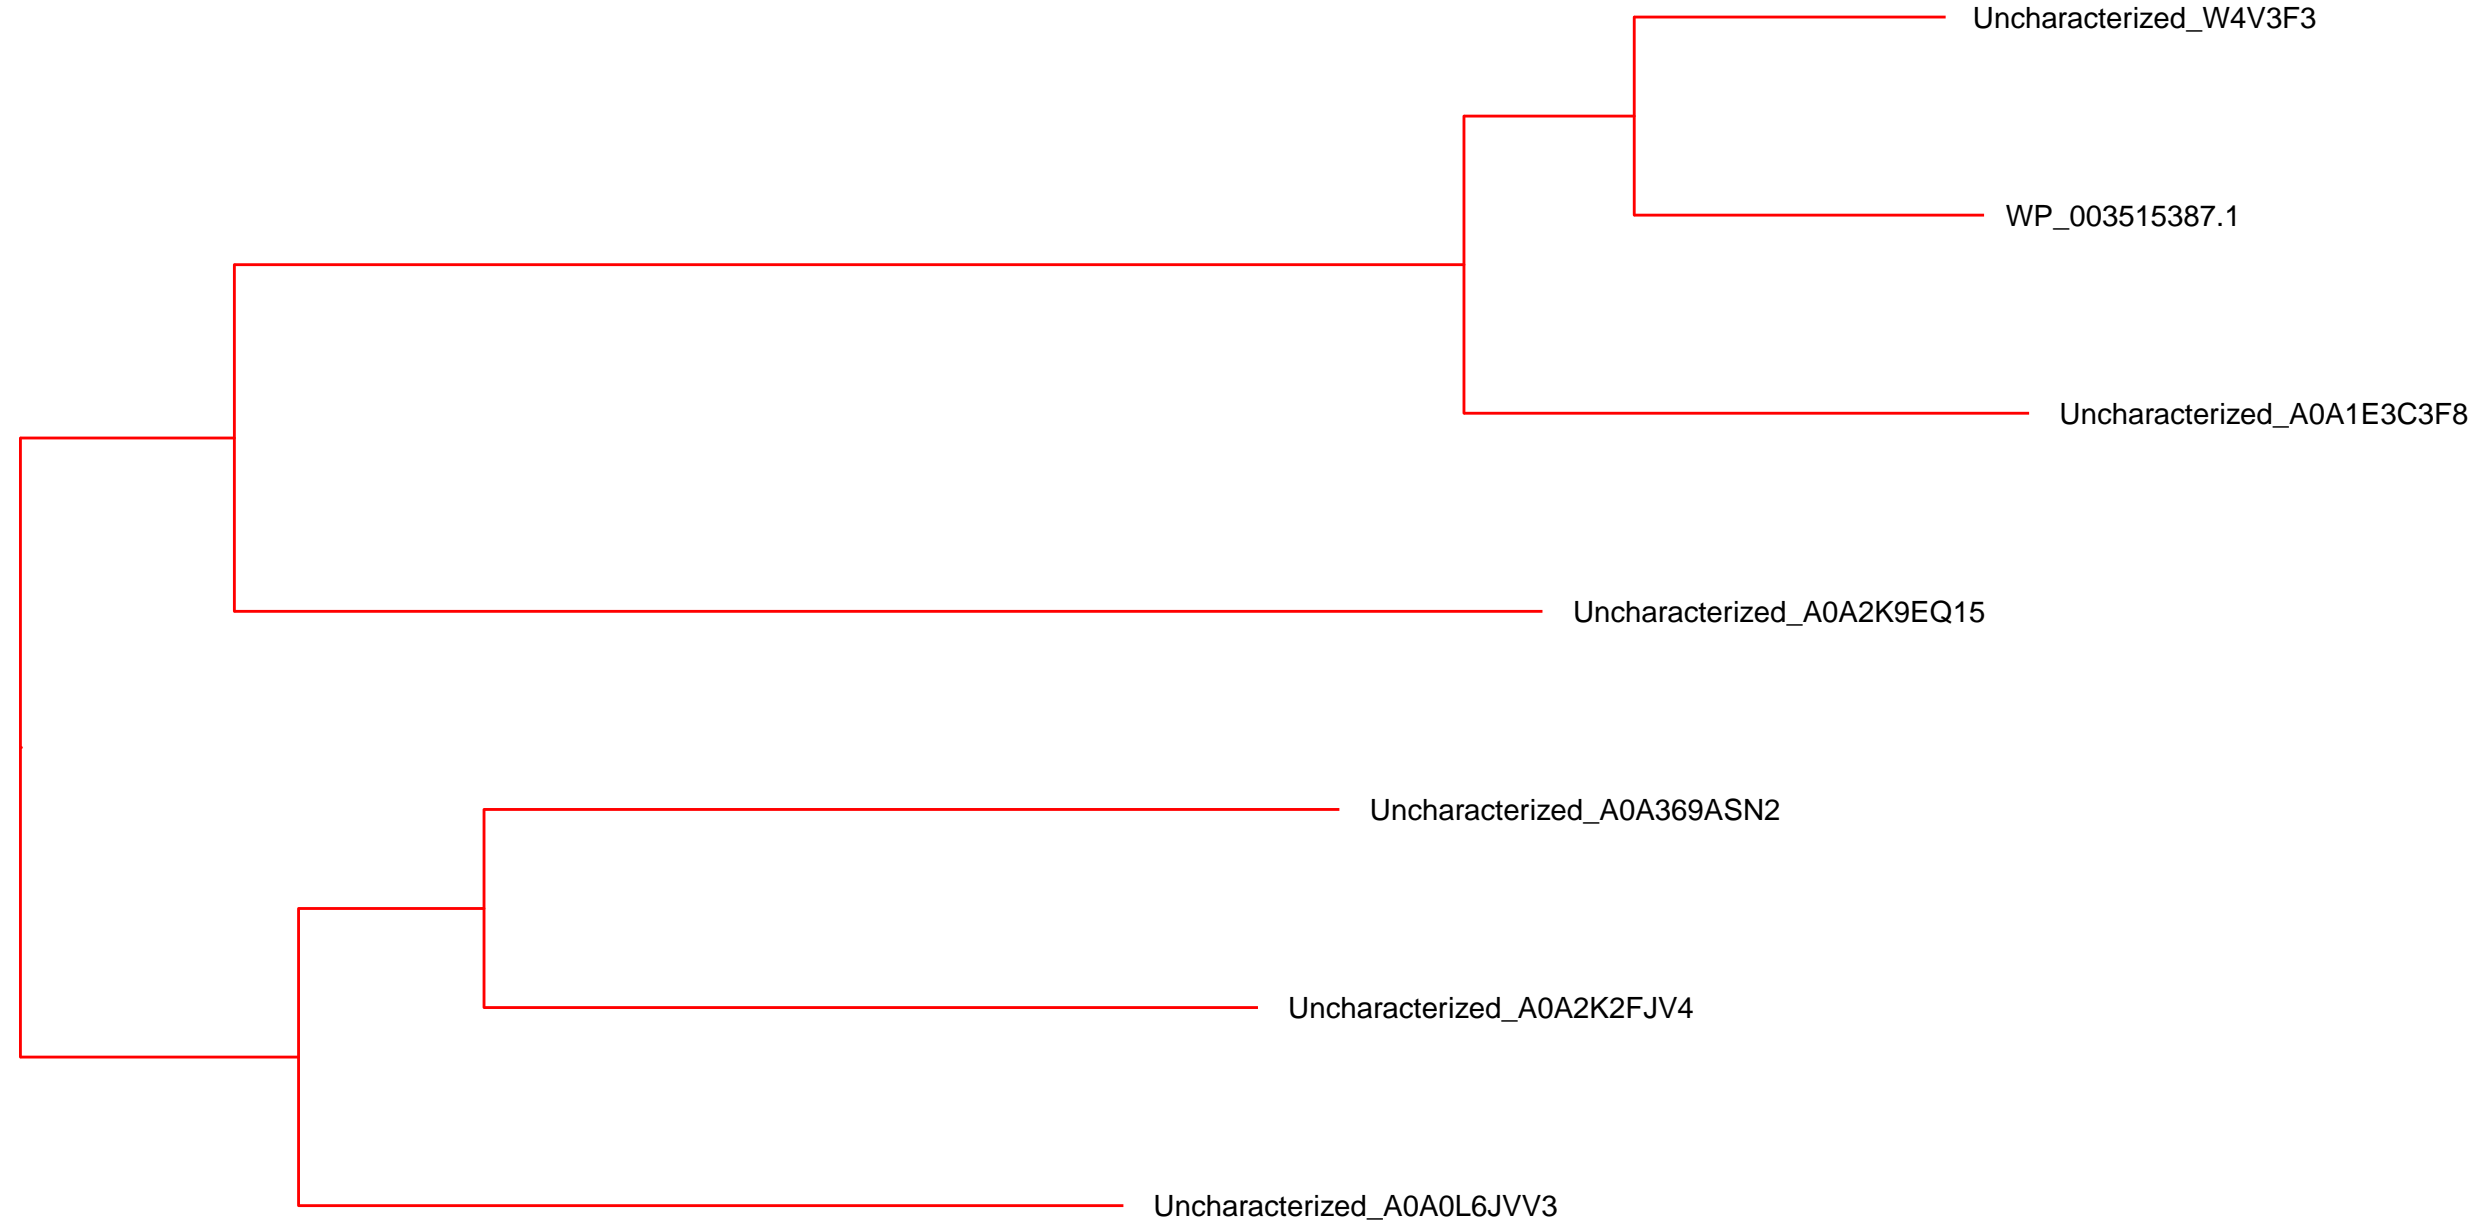 Uncharacterized_W4V3F3
WP_003515387.1
Uncharacterized_A0A1E3C3F8
Uncharacterized_A0A2K9EQ15
Uncharacterized_A0A369ASN2
Uncharacterized_A0A2K2FJV4
Uncharacterized_A0A0L6JVV3